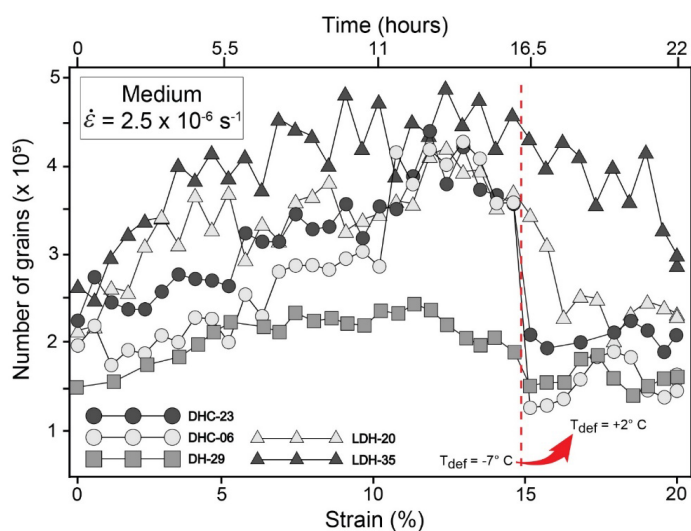 Time (hours)
0 5.5 11 16.5 22
5
4
3
2
1
Number of grains (x 10⁵)
Medium
ε̇ = 2.5 x 10⁻⁶ s⁻¹
DHC-23
DHC-06 LDH-20
DH-29 LDH-35
T_def = +2° C
T_def = -7° C
0 5 10 15 20
Strain (%)